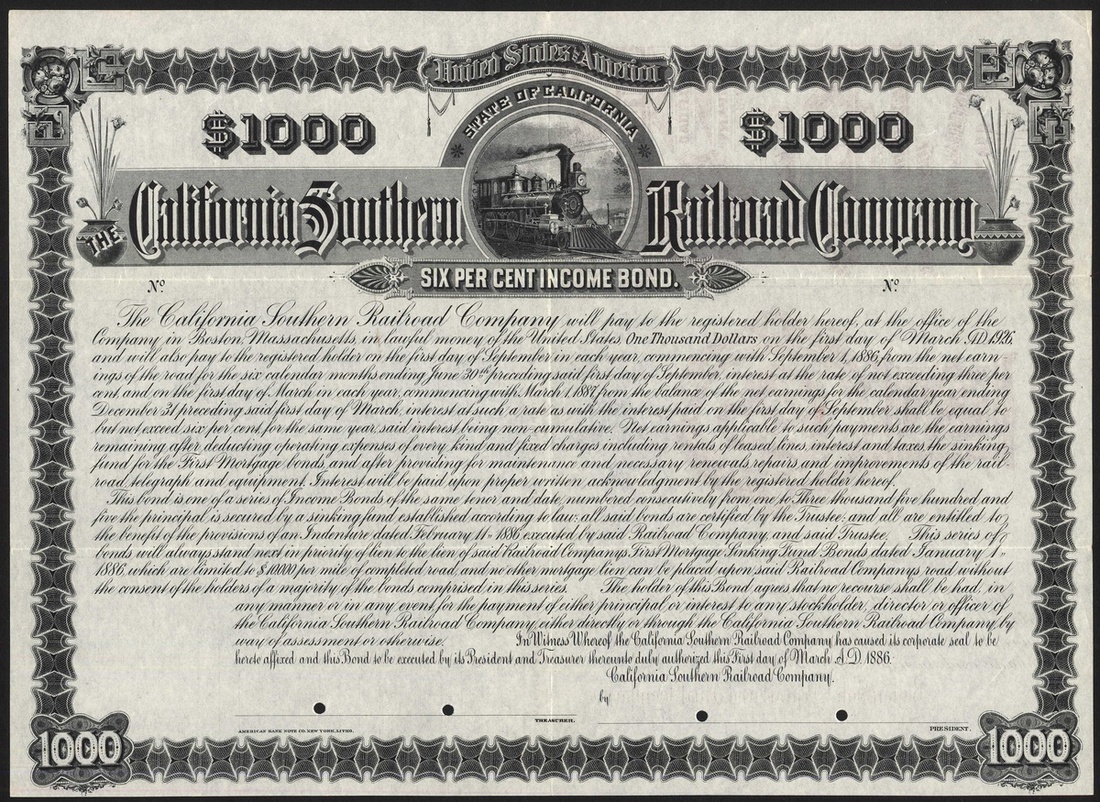 United States of America
STATE OF CALIFORNIA
$1000 $1000
THE California Southern Railroad Company
SIX PER CENT INCOME BOND.
No No
The California Southern Railroad Company will pay to the registered holder hereof, at the office of the
Company in Boston, Massachusetts, in lawful money of the United States One Thousand Dollars on the first day of March A.D. 1926,
and will also pay to the registered holder on the first day of September in each year, commencing with September 1, 1886, from the net earn-
ings of the road for the six calendar months ending June 30th preceding said first day of September, interest at the rate of not exceeding three per
cent, and on the first day of March in each year, commencing with March 1, 1887, from the balance of the net earnings for the calendar year ending
December 31 preceding said first day of March, interest at such a rate as with the interest paid on the first day of September shall be equal to
but not exceed six per cent. for the same year, said interest being non-cumulative. Net earnings applicable to such payments are the earnings
remaining after deducting operating expenses of every kind and fixed charges including rentals of leased lines, interest and taxes, the sinking
fund for the First Mortgage bonds, and after providing for maintenance and necessary renewals, repairs and improvements of the rail-
road, telegraph and equipment. Interest will be paid upon proper written acknowledgment by the registered holder hereof.
This bond is one of a series of Income Bonds of the same tenor and date, numbered consecutively from one to Three thousand five hundred and
five the principal is secured by a sinking fund established according to law; all said bonds are certified by the Trustee; and all are entitled to
the benefit of the provisions of an Indenture dated February 11- 1886 executed by said Railroad Company, and said Trustee. This series of
bonds will always stand next in priority of lien to the lien of said Railroad Companys First Mortgage Sinking Fund Bonds dated January 1-
1886, which are limited to $10000 per mile of completed road, and no other mortgage lien can be placed upon said Railroad Companys road without
the consent of the holders of a majority of the bonds comprised in this series. The holder of this Bond agrees that no recourse shall be had, in
any manner or in any event, for the payment of either principal or interest to any stockholder, director or officer of
the California Southern Railroad Company, either directly or through the California Southern Railroad Company, by
way of assessment or otherwise. In Witness Whereof the California Southern Railroad Company has caused its corporate seal to be
hereto affixed and this Bond to be executed by its President and Treasurer thereunto duly authorized this First day of March A.D. 1886.
California Southern Railroad Company.
by
TREASURER.
PRESIDENT.
AMERICAN BANK NOTE CO. NEW YORK, LITHO.
1000 1000